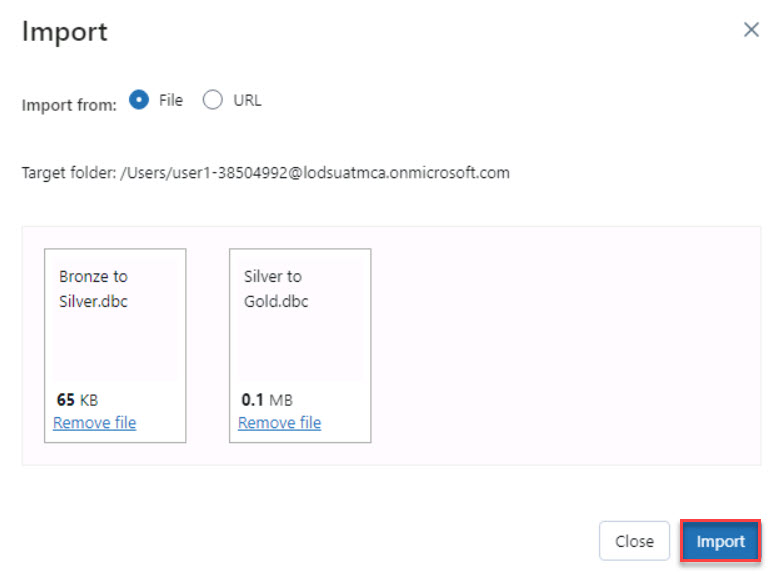 Import
Import from: File URL
Target folder: /Users/user1-38504992@lodsuatmca.onmicrosoft.com
Bronze to
Silver.dbc
65 KB
Remove file
Silver to
Gold.dbc
0.1 MB
Remove file
Close
Import